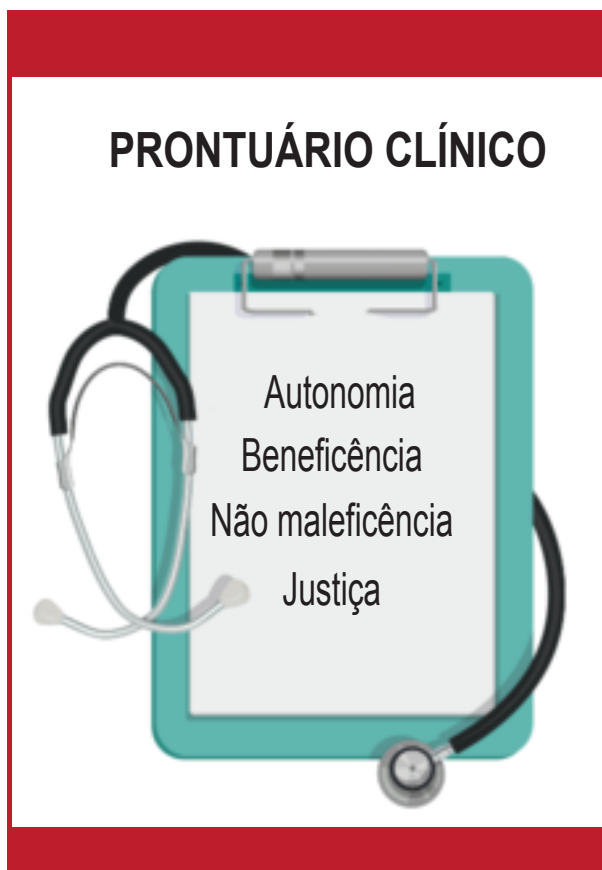 PRONTUÁRIO CLÍNICO
Autonomia
Beneficência
Não maleficência
Justiça